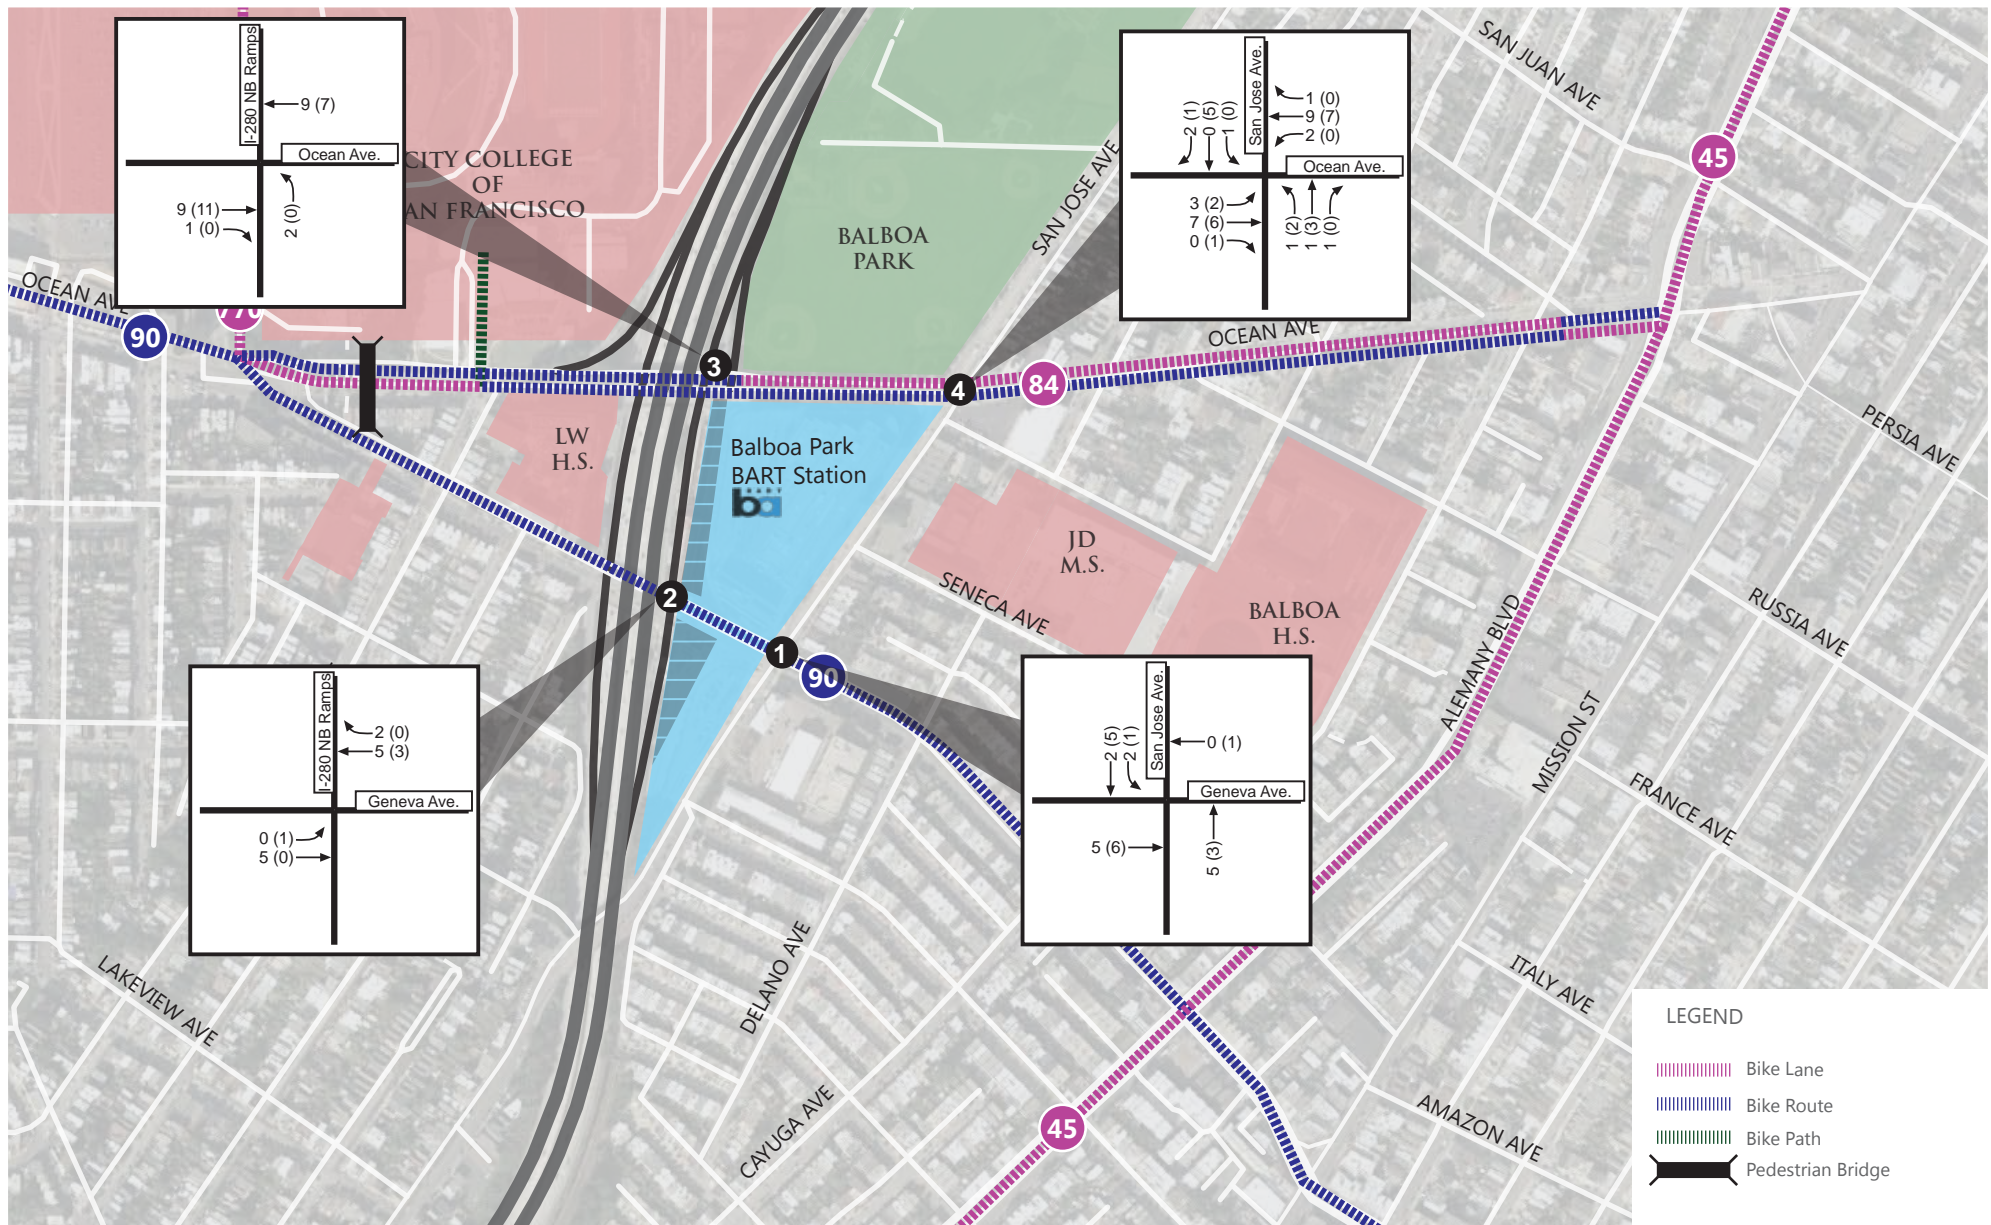 I-280 NB Ramps
9 (7)
Ocean Ave.
9 (11)
1 (0)
2 (0)
San Jose Ave.
2 (1)
0 (5)
1 (0)
1 (0)
9 (7)
2 (0)
Ocean Ave.
3 (2)
7 (6)
0 (1)
1 (2)
1 (3)
1 (0)
SAN JUAN AVE
45
CITY COLLEGE
OF
AN FRANCISCO
BALBOA
PARK
SAN JOSE AVE
OCEAN AVE
90
770
3
4
84
OCEAN AVE
PERSIA AVE
LW
H.S.
Balboa Park
BART Station
BART
ba
JD
M.S.
SENECA AVE
BALBOA
H.S.
RUSSIA AVE
ALEMANY BLVD
MISSION ST
FRANCE AVE
2
1
90
I-280 NB Ramps
2 (0)
5 (3)
Geneva Ave.
0 (1)
5 (0)
San Jose Ave.
2 (5)
2 (1)
0 (1)
Geneva Ave.
5 (6)
5 (3)
LAKEVIEW AVE
DELANO AVE
CAYUGA AVE
45
ITALY AVE
AMAZON AVE
LEGEND
Bike Lane
Bike Route
Bike Path
Pedestrian Bridge